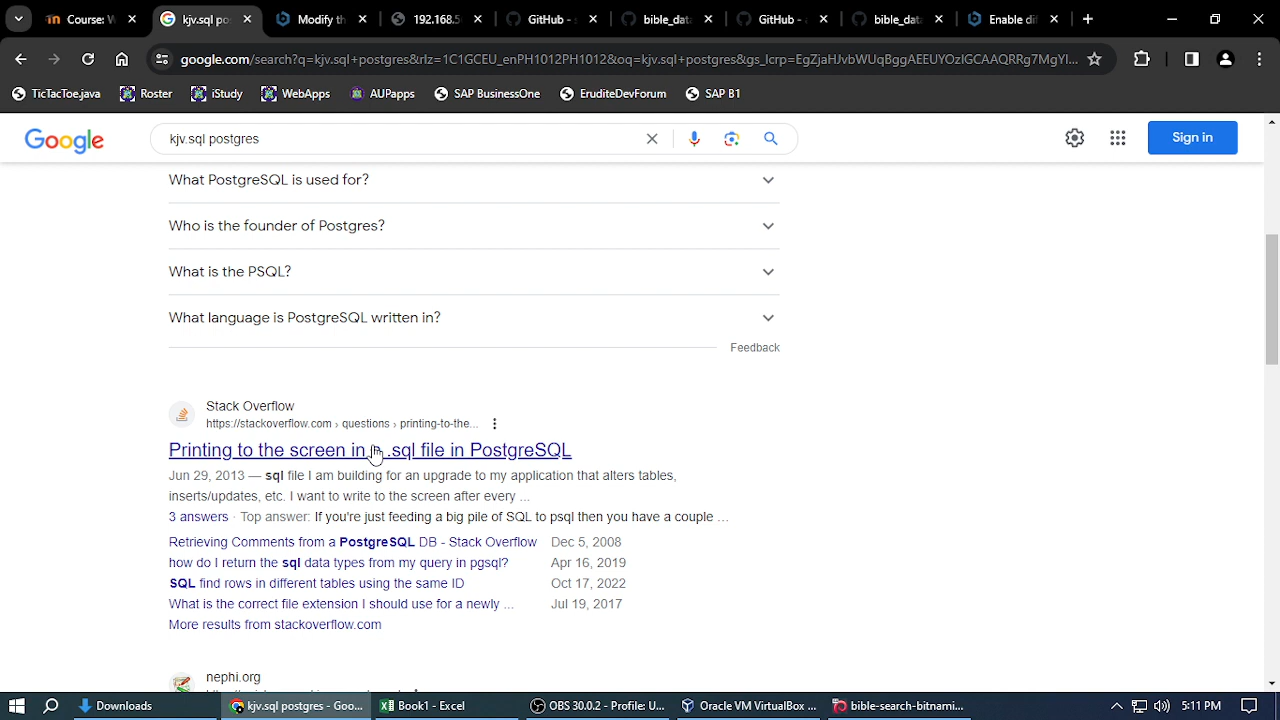 Course: W
kjv.sql pos
Modify th
192.168.5
GitHub - s
bible_data
GitHub - a
bible_data
Enable dif
google.com/search?q=kjv.sql+postgres&rlz=1C1GCEU_enPH1012PH1012&oq=kjv.sql+postgres&gs_lcrp=EgZjaHJvbWUqBggAEEUYOzIGCAAQRRg7MgYI...
TicTacToe.java
Roster
iStudy
WebApps
AUPapps
SAP BusinessOne
EruditeDevForum
SAP B1
Google
kjv.sql postgres
Sign in
What PostgreSQL is used for?
Who is the founder of Postgres?
What is the PSQL?
What language is PostgreSQL written in?
Feedback
Stack Overflow
https://stackoverflow.com › questions › printing-to-the...
Printing to the screen in .sql file in PostgreSQL
Jun 29, 2013 — sql file I am building for an upgrade to my application that alters tables,
inserts/updates, etc. I want to write to the screen after every ...
3 answers · Top answer: If you're just feeding a big pile of SQL to psql then you have a couple ...
Retrieving Comments from a PostgreSQL DB - Stack Overflow Dec 5, 2008
how do I return the sql data types from my query in pgsql? Apr 16, 2019
SQL find rows in different tables using the same ID Oct 17, 2022
What is the correct file extension I should use for a newly ... Jul 19, 2017
More results from stackoverflow.com
nephi.org
Downloads
kjv.sql postgres - Goo...
Book1 - Excel
OBS 30.0.2 - Profile: U...
Oracle VM VirtualBox ...
bible-search-bitnami...
5:11 PM